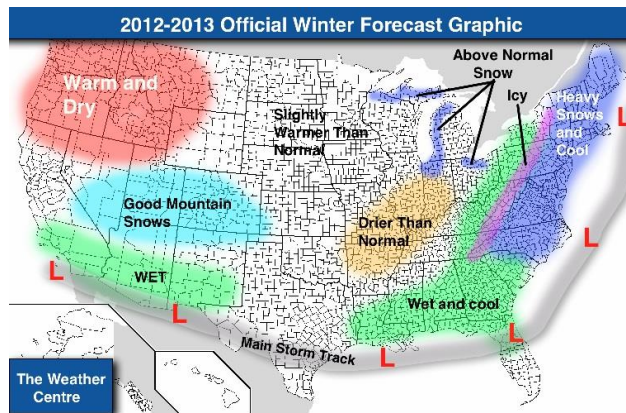 2012-2013 Official Winter Forecast Graphic
Above Normal
Snow
Warm and
Dry
Icy
Heavy
Snows
and
Cool
Slightly
Warmer Than
Normal
L
Good Mountain
Snows
Drier Than
Normal
L
L
WET
L
Wet and cool
L
Main Storm Track
L
The Weather
Centre